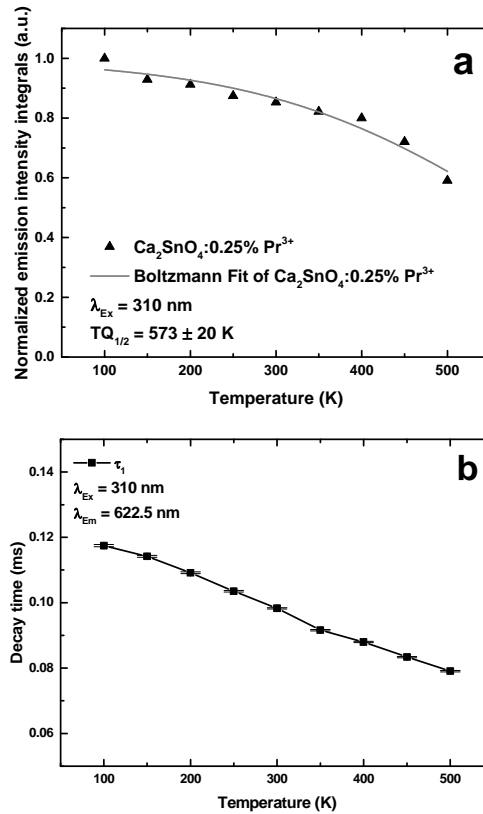 a
Normalized emission intensity integrals (a.u.)
1.0
0.8
0.6
0.4
0.2
0.0
Ca₂SnO₄:0.25% Pr³⁺
Boltzmann Fit of Ca₂SnO₄:0.25% Pr³⁺
λEx = 310 nm
TQ1/2 = 573 ± 20 K
100 200 300 400 500
Temperature (K)
b
Decay time (ms)
0.14
0.12
0.10
0.08
0.06
τ₁
λEx = 310 nm
λEm = 622.5 nm
100 200 300 400 500
Temperature (K)